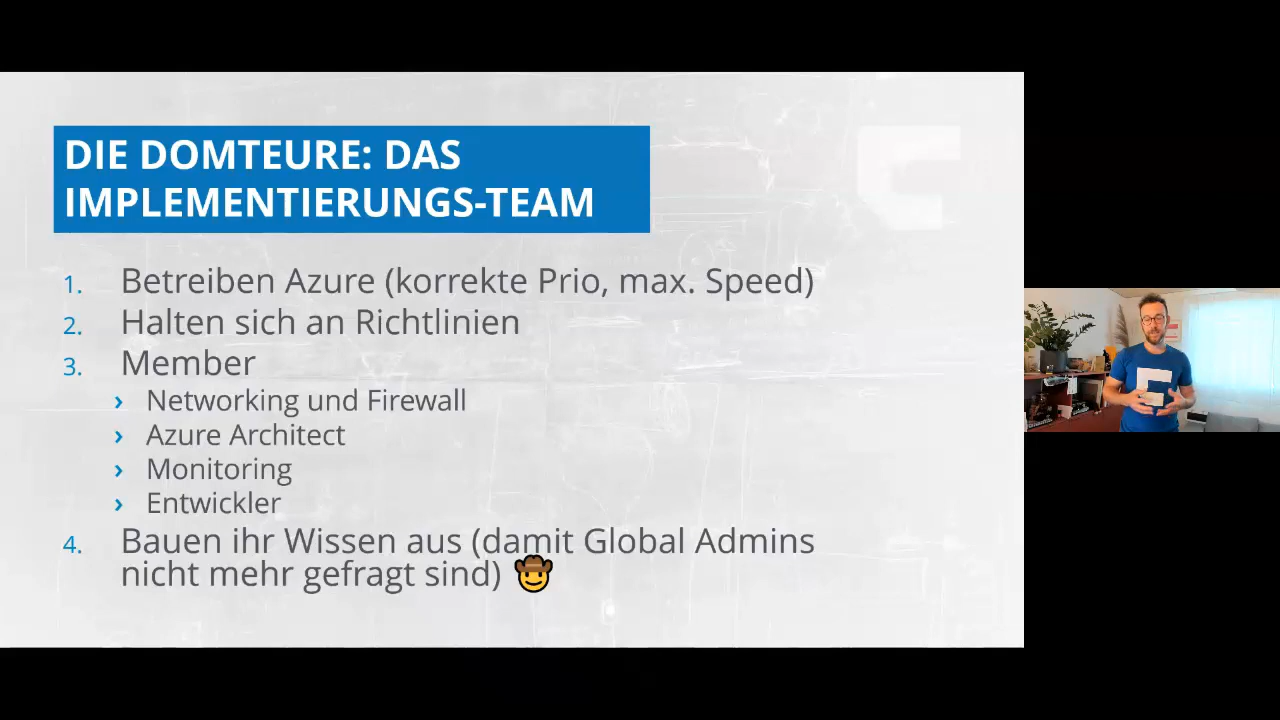 DIE DOMTEURE: DAS
IMPLEMENTIERUNGS-TEAM
1. Betreiben Azure (korrekte Prio, max. Speed)
2. Halten sich an Richtlinien
3. Member
› Networking und Firewall
› Azure Architect
› Monitoring
› Entwickler
4. Bauen ihr Wissen aus (damit Global Admins
nicht mehr gefragt sind) 🤠